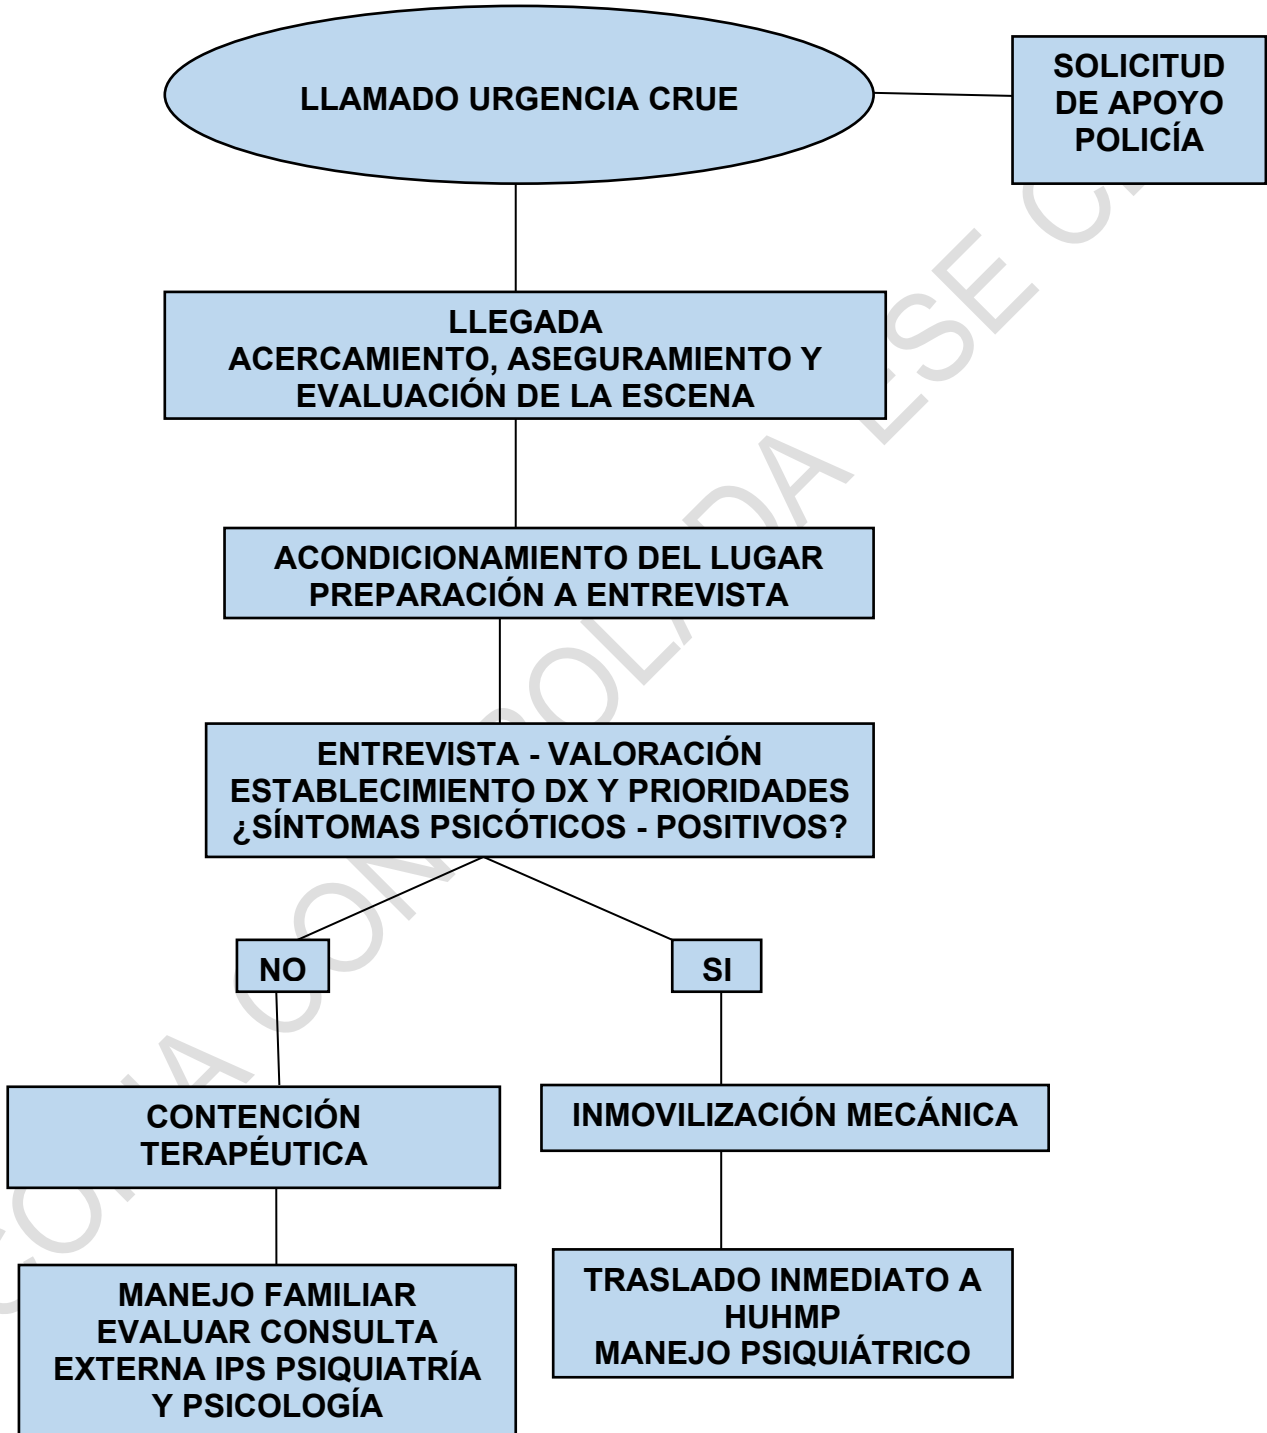 LLAMADO URGENCIA CRUE
SOLICITUD
DE APOYO
POLICÍA
LLEGADA
ACERCAMIENTO, ASEGURAMIENTO Y
EVALUACIÓN DE LA ESCENA
ACONDICIONAMIENTO DEL LUGAR
PREPARACIÓN A ENTREVISTA
ENTREVISTA - VALORACIÓN
ESTABLECIMIENTO DX Y PRIORIDADES
¿SÍNTOMAS PSICÓTICOS - POSITIVOS?
NO
SI
CONTENCIÓN
TERAPÉUTICA
INMOVILIZACIÓN MECÁNICA
MANEJO FAMILIAR
EVALUAR CONSULTA
EXTERNA IPS PSIQUIATRÍA
Y PSICOLOGÍA
TRASLADO INMEDIATO A
HUHMP
MANEJO PSIQUIÁTRICO